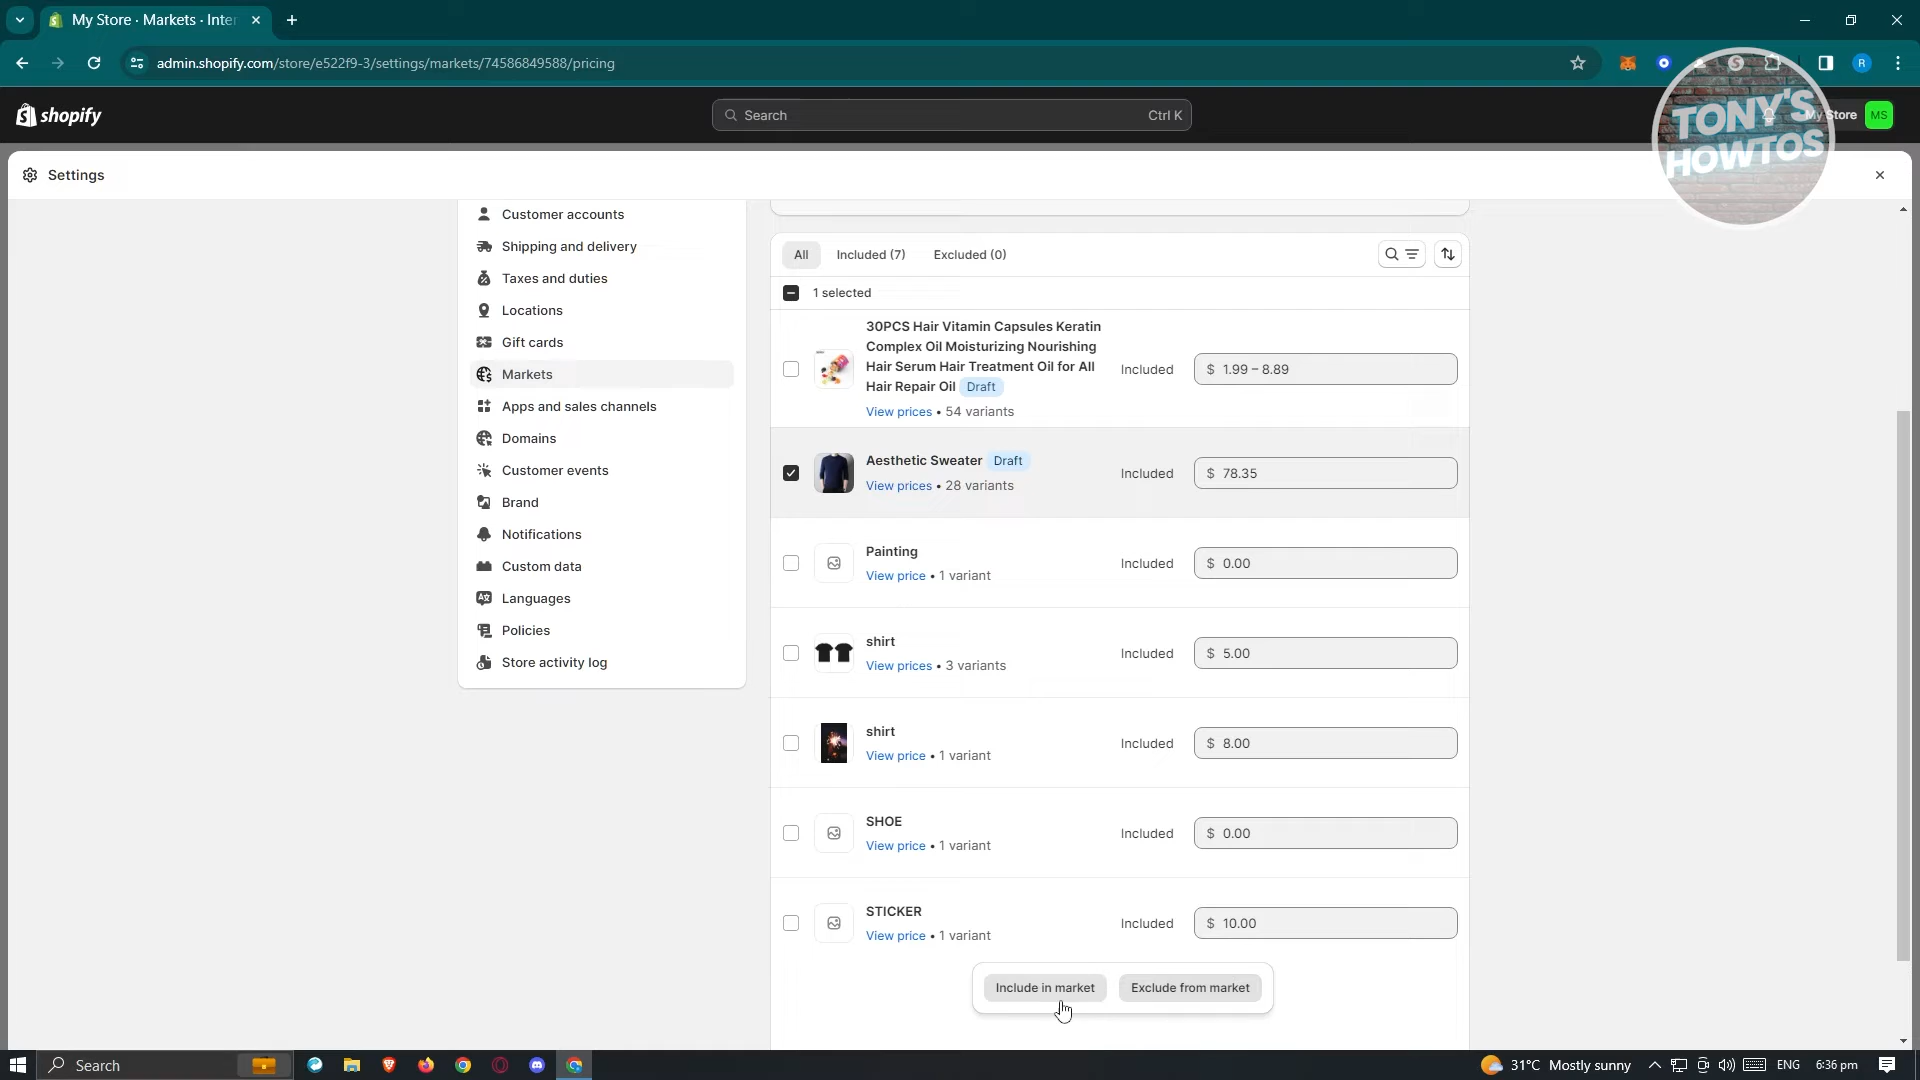 My Store · Markets · Inter
admin.shopify.com/store/e522f9-3/settings/markets/74586849588/pricing
R
shopify
Search
Ctrl K
My Store
MS
TONY'S
HOWTOS
Settings
Customer accounts
Shipping and delivery
Taxes and duties
Locations
Gift cards
Markets
Apps and sales channels
Domains
Customer events
Brand
Notifications
Custom data
Languages
Policies
Store activity log
All
Included (7)
Excluded (0)
1 selected
30PCS Hair Vitamin Capsules Keratin
Complex Oil Moisturizing Nourishing
Hair Serum Hair Treatment Oil for All
Hair Repair Oil Draft
View prices • 54 variants
Included
$ 1.99 – 8.89
Aesthetic Sweater Draft
View prices • 28 variants
Included
$ 78.35
Painting
View price • 1 variant
Included
$ 0.00
shirt
View prices • 3 variants
Included
$ 5.00
shirt
View price • 1 variant
Included
$ 8.00
SHOE
View price • 1 variant
Included
$ 0.00
STICKER
View price • 1 variant
Included
$ 10.00
Include in market
Exclude from market
Search
31°C Mostly sunny
ENG
6:36 pm